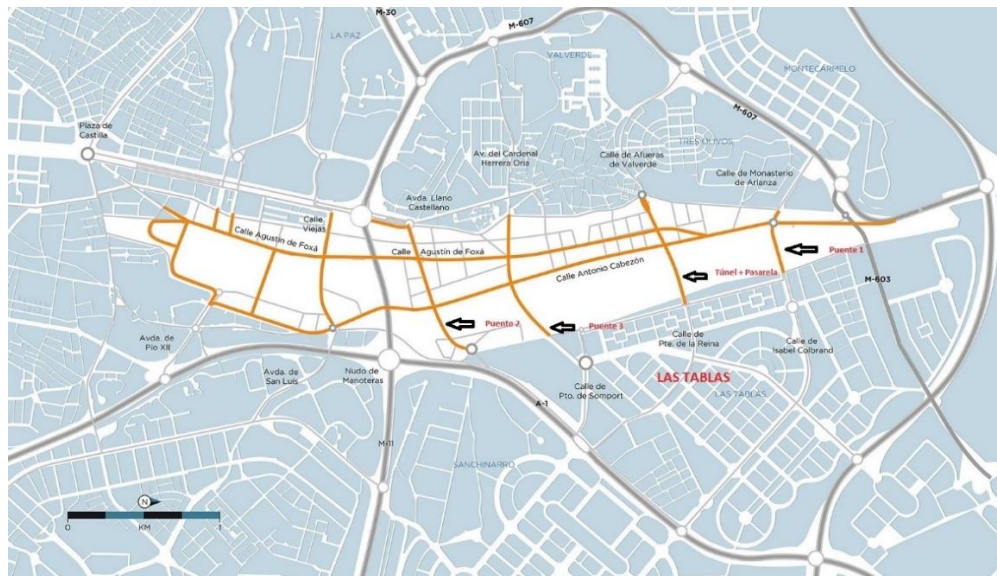 M-30
M-607
LA PAZ
VALVERDE
MONTECARMELO
M-607
Plaza de
Castilla
TRES OLIVOS
Av. del Cardenal
Herrera Oria
Calle de Afueras
de Valverde
Calle de Monasterio
de Arlanza
Avda. Llano
Castellano
Calle
Viejas
Calle Agustín de Foxá
Calle Agustín de Foxá
Puente 1
Calle Antonio Cabezón
Túnel + Pasarela
M-603
Puente 2
Puente 3
Avda. de
Pío XII
Calle de
Pte. de la Reina
Calle de
Isabel Colbrand
Avda. de
San Luis
Nudo de
Manoteras
LAS TABLAS
Calle de
Pto. de Somport
LAS TABLAS
A-1
M-11
SANCHINARRO
N
0 KM 1